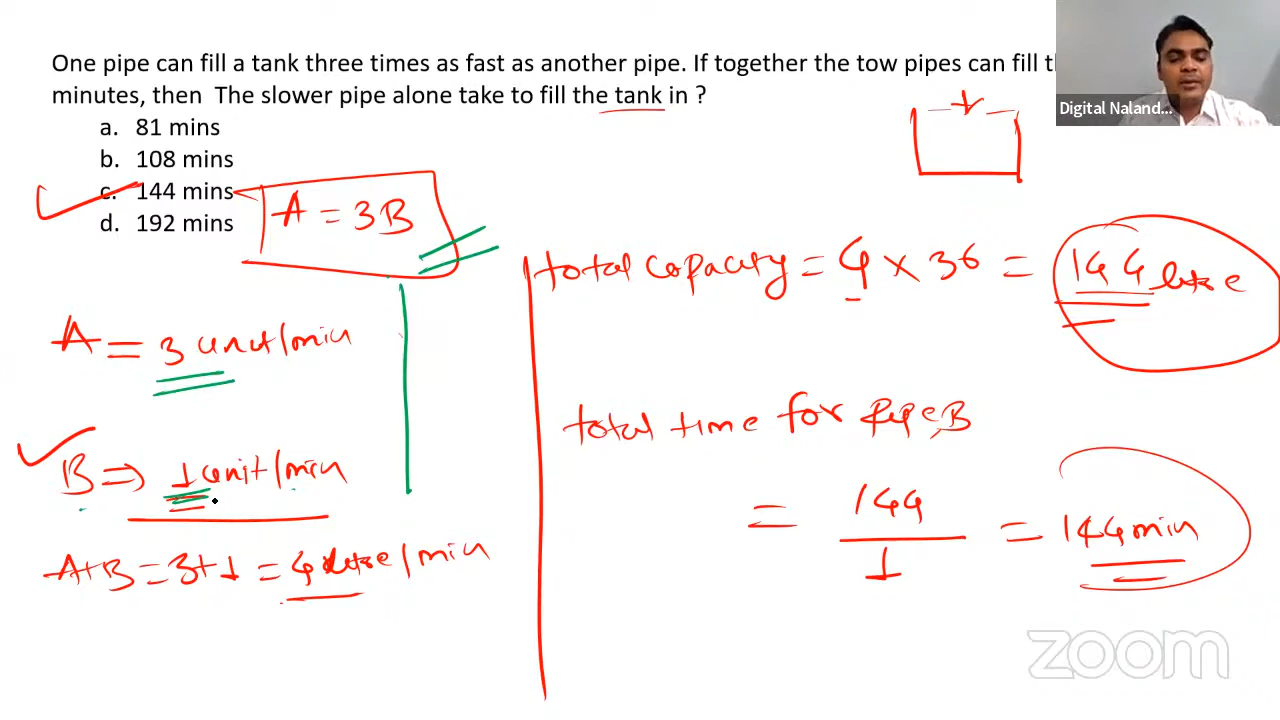 One pipe can fill a tank three times as fast as another pipe. If together the tow pipes can fill th
minutes, then The slower pipe alone take to fill the tank in ?
a. 81 mins
b. 108 mins
c. 144 mins
d. 192 mins
Digital Naland...
A = 3B
total capacity = 4 x 36 = 144 litre
A = 3 unit/min
total time for pipe B
B ⇒ 1 unit/min
= 144/1 = 144 min
A+B = 3+1 = 4 litre/min
zoom